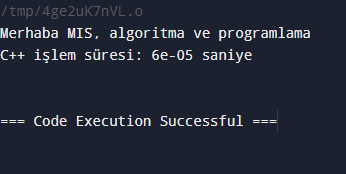 /tmp/4ge2uK7nVL.o
Merhaba MIS, algoritma ve programlama
C++ işlem süresi: 6e-05 saniye
=== Code Execution Successful ===